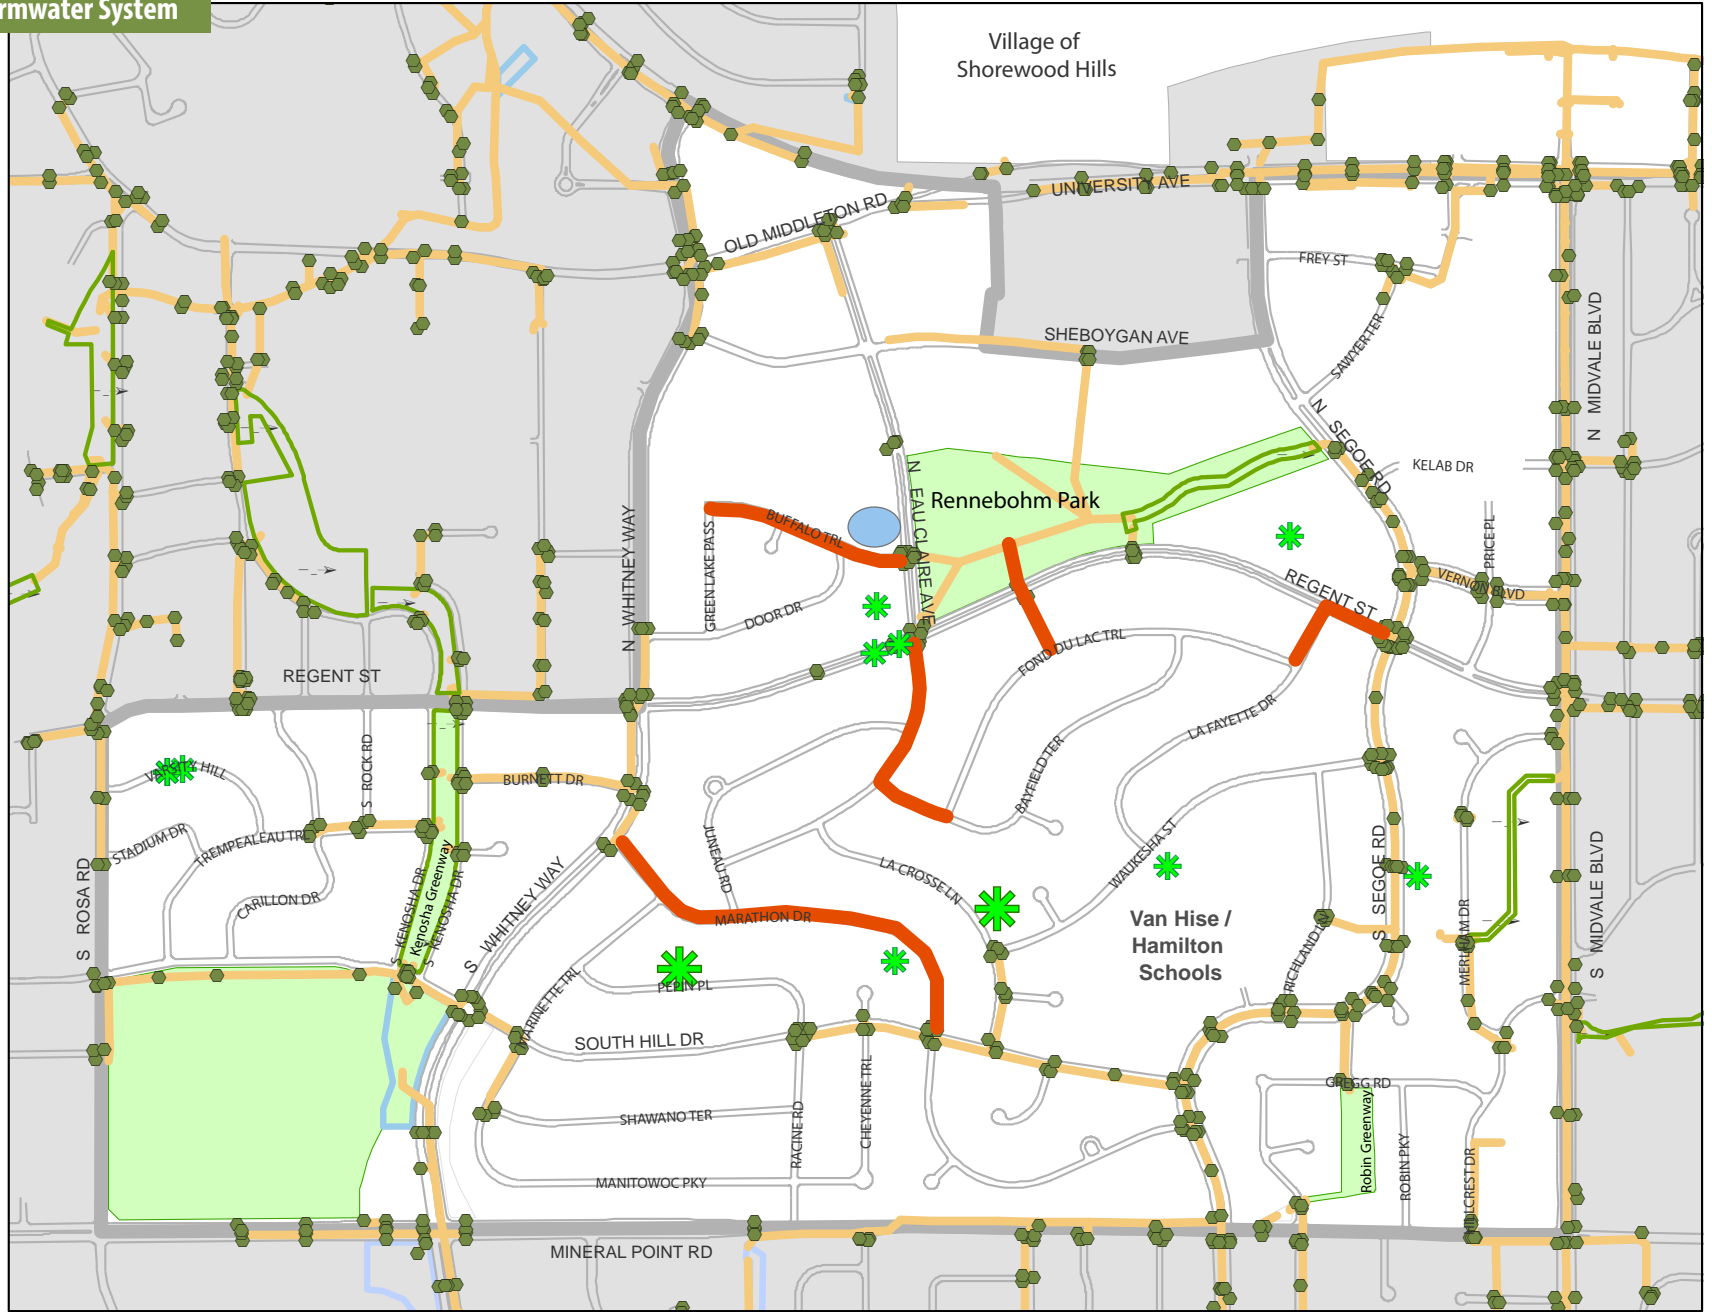 rmwater System
Village of
Shorewood Hills
UNIVERSITY AVE
OLD MIDDLETON RD
FREY ST
SHEBOYGAN AVE
SAWYER TER
N MIDVALE BLVD
N SEGOE RD
KELAB DR
Rennebohm Park
N EAU CLAIRE AVE
BUFFALO TRL
GREEN LAKE PASS
N WHITNEY WAY
DOOR DR
PRICE PL
VERNON BLVD
REGENT ST
FOND DU LAC TRL
REGENT ST
LA FAYETTE DR
BAYFIELD TER
VARSITY HILL
S ROCK RD
BURNETT DR
STADIUM DR
TREMPEALEAU TRL
CARILLON DR
S ROSA RD
S KENOSHA DR
Kenosha Greenway
S KENOSHA DR
S WHITNEY WAY
JUNEAU RD
LA CROSSE LN
WAUKESHA ST
MARATHON DR
Van Hise /
Hamilton
Schools
S SEGOE RD
RICHLAND LN
MERLHAM DR
S MIDVALE BLVD
MARINETTE TRL
PEPIN PL
SOUTH HILL DR
SHAWANO TER
RACINE RD
CHEYENNE TRL
MANITOWOC PKY
GREGG RD
Robin Greenway
ROBIN PKY
HILLCREST DR
MINERAL POINT RD